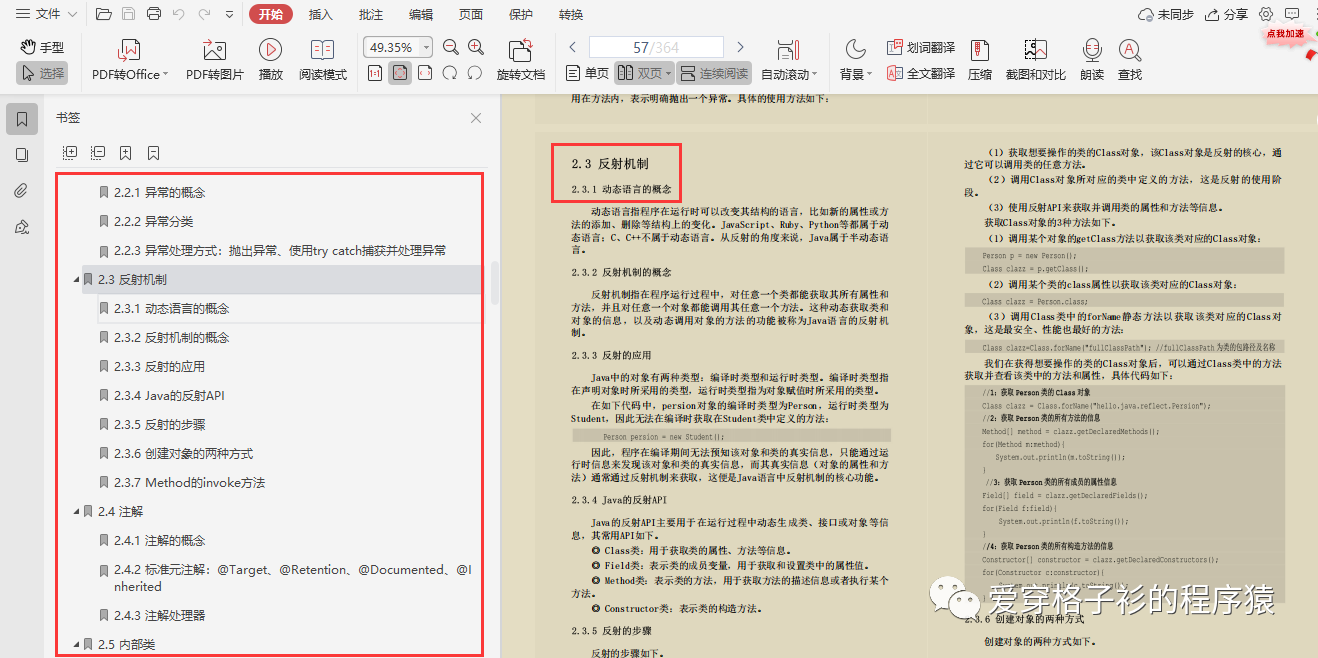 文件
开始
插入
批注
编辑
页面
保护
转换
未同步
分享
点我加速
手型
选择
PDF转Office
PDF转图片
播放
阅读模式
49.35%
旋转文档
57/364
单页
双页
连续阅读
自动滚动
背景
划词翻译
全文翻译
压缩
截图和对比
朗读
查找
书签
2.2.1 异常的概念
2.2.2 异常分类
2.2.3 异常处理方式：抛出异常、使用try catch捕获并处理异常
2.3 反射机制
2.3.1 动态语言的概念
2.3.2 反射机制的概念
2.3.3 反射的应用
2.3.4 Java的反射API
2.3.5 反射的步骤
2.3.6 创建对象的两种方式
2.3.7 Method的invoke方法
2.4 注解
2.4.1 注解的概念
2.4.2 标准元注解：@Target、@Retention、@Documented、@I
nherited
2.4.3 注解处理器
2.5 内部类
用在方法内，表示明确抛出一个异常。具体的使用方法如下：
2.3 反射机制
2.3.1 动态语言的概念
动态语言指程序在运行时可以改变其结构的语言，比如新的属性或方
法的添加、删除等结构上的变化。JavaScript、Ruby、Python等都属于动
态语言；C、C++不属于动态语言。从反射的角度来说，Java属于半动态语
言。
2.3.2 反射机制的概念
反射机制指在程序运行过程中，对任意一个类都能获取其所有属性和
方法，并且对任意一个对象都能调用其任意一个方法。这种动态获取类和
对象的信息，以及动态调用对象的方法的功能被称为Java语言的反射机
制。
2.3.3 反射的应用
Java中的对象有两种类型：编译时类型和运行时类型。编译时类型指
在声明对象时所采用的类型，运行时类型指为对象赋值时所采用的类型。
在如下代码中，persion对象的编译时类型为Person，运行时类型为
Student，因此无法在编译时获取在Student类中定义的方法：
Person persion = new Student();
因此，程序在编译期间无法预知该对象和类的真实信息，只能通过运
行时信息来发现该对象和类的真实信息，而其真实信息（对象的属性和方
法）通常通过反射机制来获取，这便是Java语言中反射机制的核心功能。
2.3.4 Java的反射API
Java的反射API主要用于在运行过程中动态生成类、接口或对象等信
息，其常用API如下。
◎ Class类：用于获取类的属性、方法等信息。
◎ Field类：表示类的成员变量，用于获取和设置类中的属性值。
◎ Method类：表示类的方法，用于获取方法的描述信息或者执行某个
方法。
◎ Constructor类：表示类的构造方法。
2.3.5 反射的步骤
反射的步骤如下。
（1）获取想要操作的类的Class对象，该Class对象是反射的核心，通
过它可以调用类的任意方法。
（2）调用Class对象所对应的类中定义的方法，这是反射的使用阶
段。
（3）使用反射API来获取并调用类的属性和方法等信息。
获取Class对象的3种方法如下。
（1）调用某个对象的getClass方法以获取该类对应的Class对象：
Person p = new Person();
Class clazz = p.getClass();
（2）调用某个类的class属性以获取该类对应的Class对象：
Class clazz = Person.class;
（3）调用Class类中的forName静态方法以获取该类对应的Class对
象，这是最安全、性能也最好的方法：
Class clazz=Class.forName("fullClassPath"); //fullClassPath 为类的包路径及名称
我们在获得想要操作的类的Class对象后，可以通过Class类中的方法
获取并查看该类中的方法和属性，具体代码如下：
//1：获取 Person 类的 Class 对象
Class clazz = Class.forName("hello.java.reflect.Persion");
//2：获取 Person 类的所有方法的信息
Method[] method = clazz.getDeclaredMethods();
for(Method m:method){
System.out.println(m.toString());
}
//3：获取 Person 类的所有成员的属性信息
Field[] field = clazz.getDeclaredFields();
for(Field f:field){
System.out.println(f.toString());
}
//4：获取 Person 类的所有构造方法的信息
Constructor[] constructor = clazz.getDeclaredConstructors();
for(Constructor c:constructor){
爱穿格子衫的程序猿
2.3.6 创建对象的两种方式
创建对象的两种方式如下。